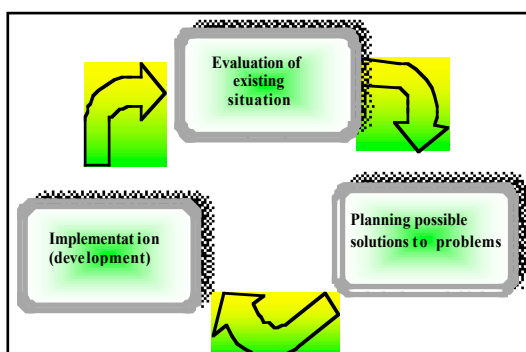 Evaluation of
existing
situation
Planning possible
solutions to problems
Implementation
(development)